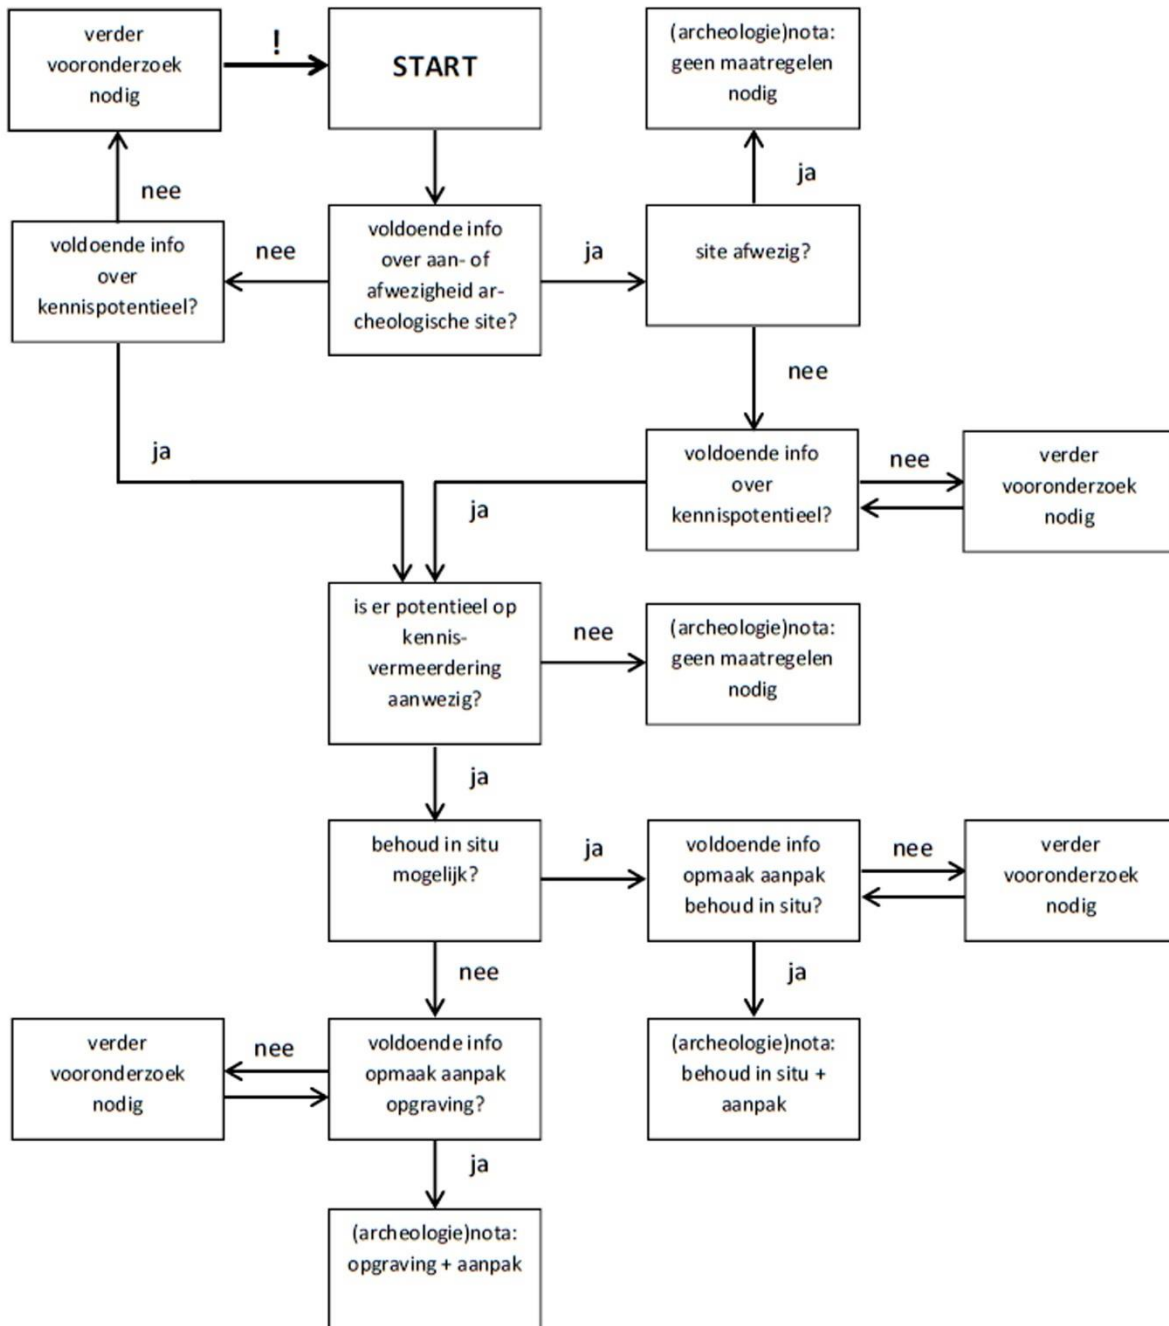 verder
vooronderzoek
nodig
!
START
(archeologie)nota:
geen maatregelen
nodig
nee
ja
voldoende info
over
kennispotentieel?
nee
voldoende info
over aan- of
afwezigheid ar-
cheologische site?
ja
site afwezig?
nee
ja
voldoende info
over
kennispotentieel?
nee
verder
vooronderzoek
nodig
ja
is er potentieel op
kennis-
vermeerdering
aanwezig?
nee
(archeologie)nota:
geen maatregelen
nodig
ja
behoud in situ
mogelijk?
ja
voldoende info
opmaak aanpak
behoud in situ?
nee
verder
vooronderzoek
nodig
nee
ja
verder
vooronderzoek
nodig
nee
voldoende info
opmaak aanpak
opgraving?
(archeologie)nota:
behoud in situ +
aanpak
ja
(archeologie)nota:
opgraving + aanpak